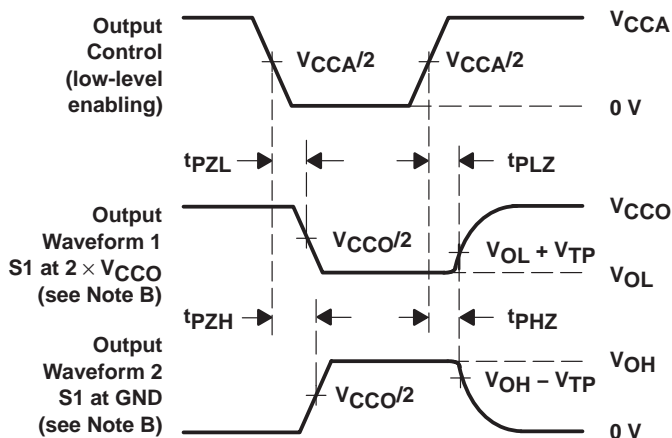 Output
Control
(low-level
enabling)
VCCA/2
VCCA/2
VCCA
0 V
tPZL
tPLZ
Output
Waveform 1
S1 at 2 × VCCO
(see Note B)
VCCO/2
VCCO
VOL + VTP
VOL
tPZH
tPHZ
Output
Waveform 2
S1 at GND
(see Note B)
VCCO/2
VOH
VOH – VTP
0 V